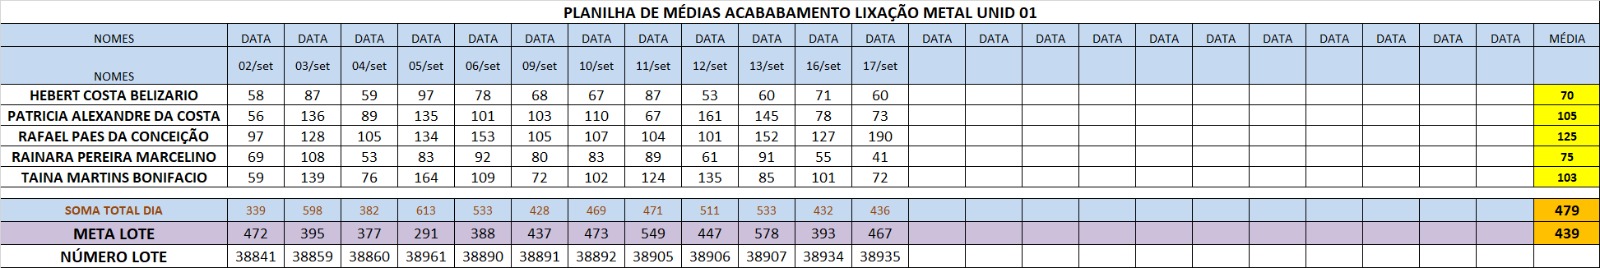 PLANILHA DE MÉDIAS ACABABAMENTO LIXAÇÃO METAL UNID 01
NOMES DATA DATA DATA DATA DATA DATA DATA DATA DATA DATA DATA DATA DATA DATA DATA DATA DATA DATA DATA DATA DATA DATA DATA MÉDIA
NOMES 02/set 03/set 04/set 05/set 06/set 09/set 10/set 11/set 12/set 13/set 16/set 17/set
HEBERT COSTA BELIZARIO 58 87 59 97 78 68 67 87 53 60 71 60 70
PATRICIA ALEXANDRE DA COSTA 56 136 89 135 101 103 110 67 161 145 78 73 105
RAFAEL PAES DA CONCEIÇÃO 97 128 105 134 153 105 107 104 101 152 127 190 125
RAINARA PEREIRA MARCELINO 69 108 53 83 92 80 83 89 61 91 55 41 75
TAINA MARTINS BONIFACIO 59 139 76 164 109 72 102 124 135 85 101 72 103
SOMA TOTAL DIA 339 598 382 613 533 428 469 471 511 533 432 436 479
META LOTE 472 395 377 291 388 437 473 549 447 578 393 467 439
NÚMERO LOTE 38841 38859 38860 38961 38890 38891 38892 38905 38906 38907 38934 38935